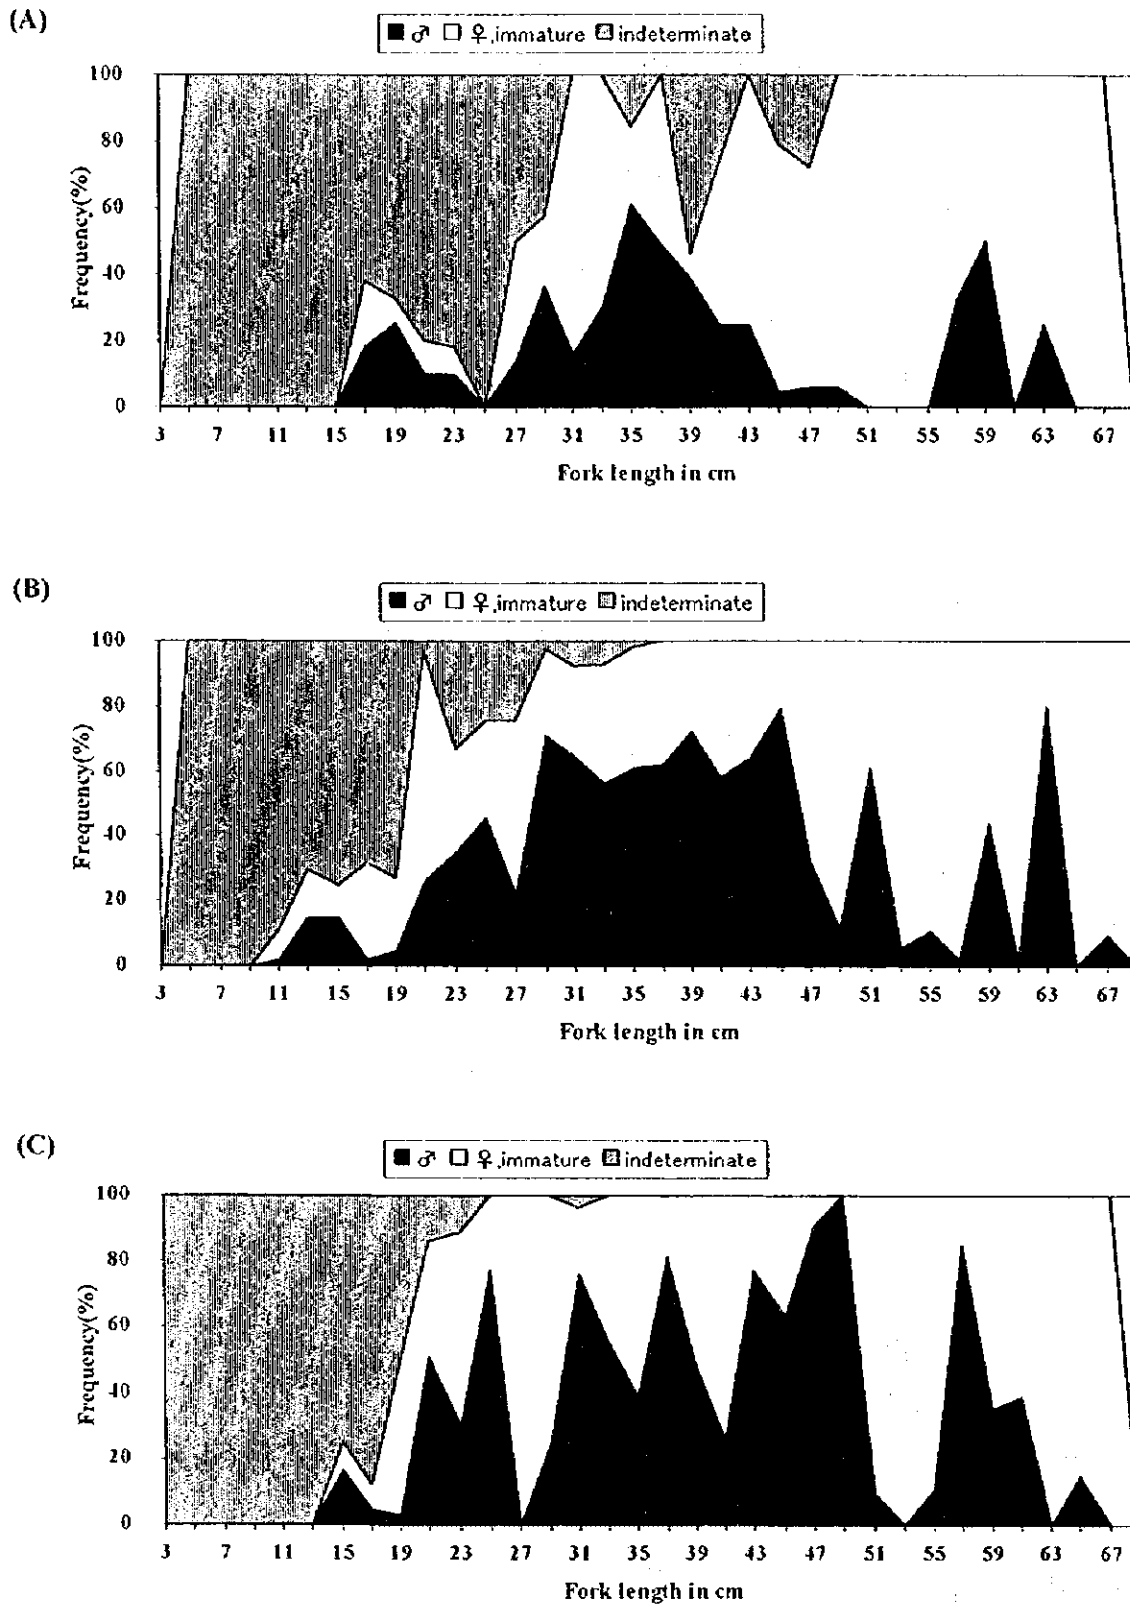 (A)
■ ♂ □ ♀,immature ▒ indeterminate
Frequency(%)
100
80
60
40
20
0
3 7 11 15 19 23 27 31 35 39 43 47 51 55 59 63 67
Fork length in cm
(B)
■ ♂ □ ♀,immature ▒ indeterminate
Frequency(%)
100
80
60
40
20
0
3 7 11 15 19 23 27 31 35 39 43 47 51 55 59 63 67
Fork length in cm
(C)
■ ♂ □ ♀,immature ▒ indeterminate
Frequency(%)
100
80
60
40
20
0
3 7 11 15 19 23 27 31 35 39 43 47 51 55 59 63 67
Fork length in cm